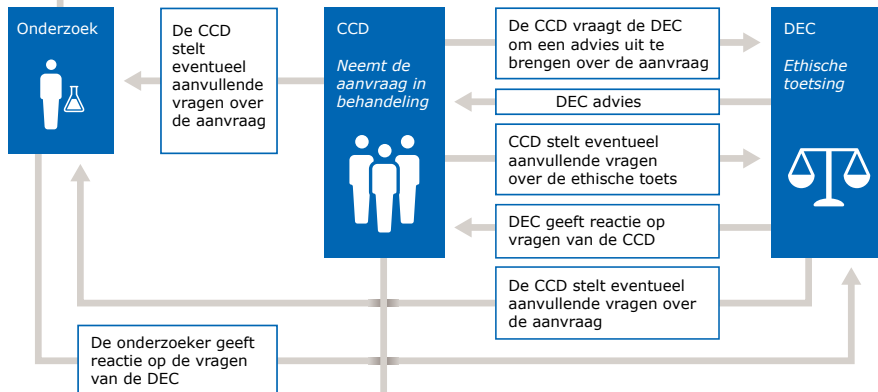 Onderzoek
De CCD
stelt
eventueel
aanvullende
vragen over
de aanvraag
CCD
Neemt de
aanvraag in
behandeling
De CCD vraagt de DEC
om een advies uit te
brengen over de aanvraag
DEC advies
CCD stelt eventueel
aanvullende vragen
over de ethische toets
DEC geeft reactie op
vragen van de CCD
De CCD stelt eventueel
aanvullende vragen over
de aanvraag
DEC
Ethische
toetsing
De onderzoeker geeft
reactie op de vragen
van de DEC